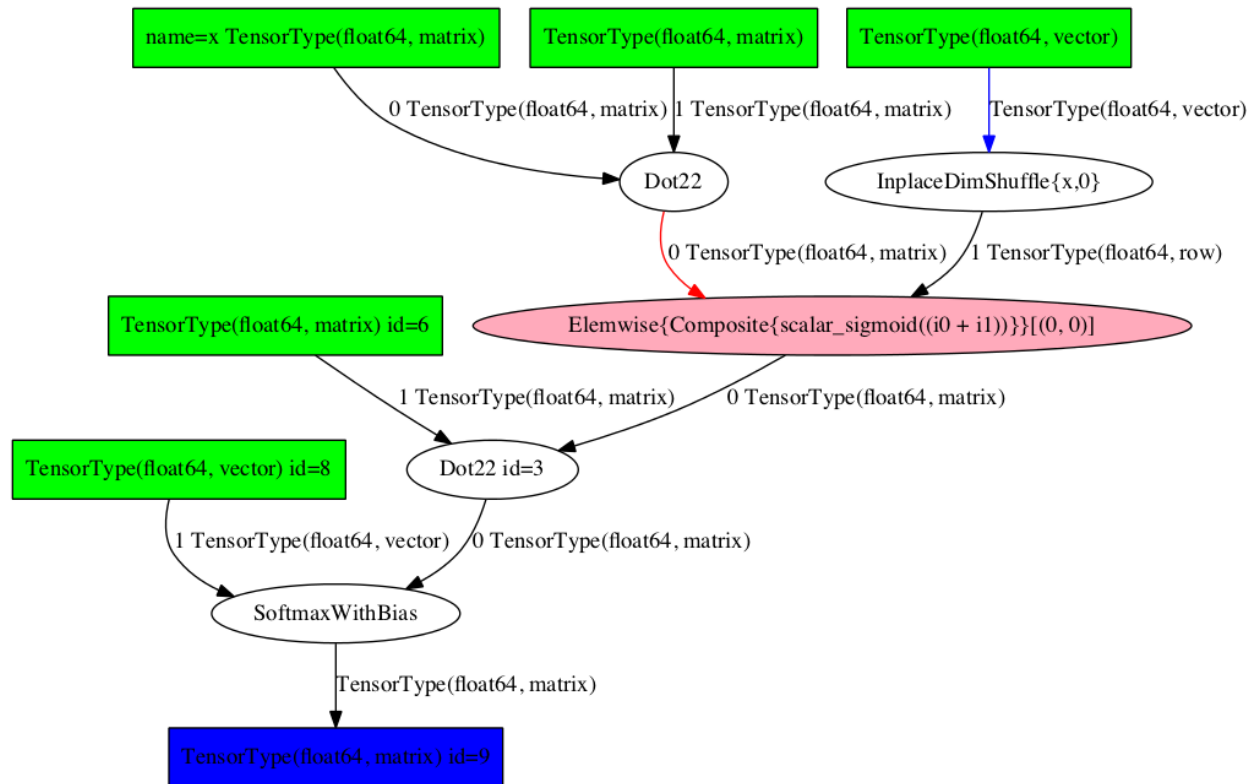 name=x TensorType(float64, matrix)
TensorType(float64, matrix)
TensorType(float64, vector)
0 TensorType(float64, matrix)
1 TensorType(float64, matrix)
TensorType(float64, vector)
Dot22
InplaceDimShuffle{x,0}
0 TensorType(float64, matrix)
1 TensorType(float64, row)
TensorType(float64, matrix) id=6
Elemwise{Composite{scalar_sigmoid((i0 + i1))}}[(0, 0)]
1 TensorType(float64, matrix)
0 TensorType(float64, matrix)
TensorType(float64, vector) id=8
Dot22 id=3
1 TensorType(float64, vector)
0 TensorType(float64, matrix)
SoftmaxWithBias
TensorType(float64, matrix)
TensorType(float64, matrix) id=9